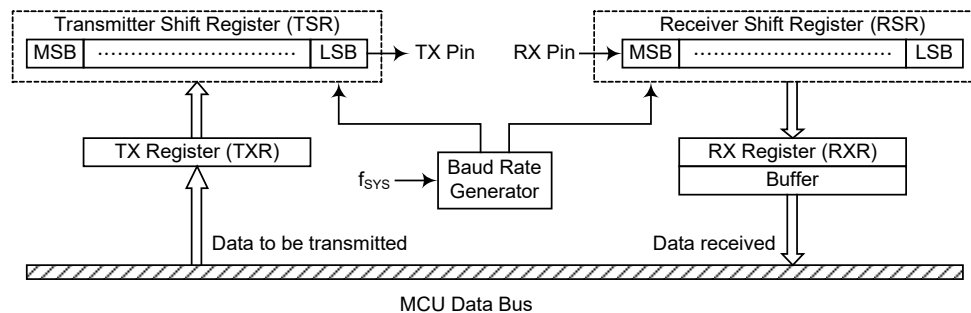 Transmitter Shift Register (TSR)
MSB ………………………… LSB
TX Pin
RX Pin
Receiver Shift Register (RSR)
MSB ………………………… LSB
TX Register (TXR)
RX Register (RXR)
Buffer
fSYS
Baud Rate
Generator
Data to be transmitted
Data received
MCU Data Bus